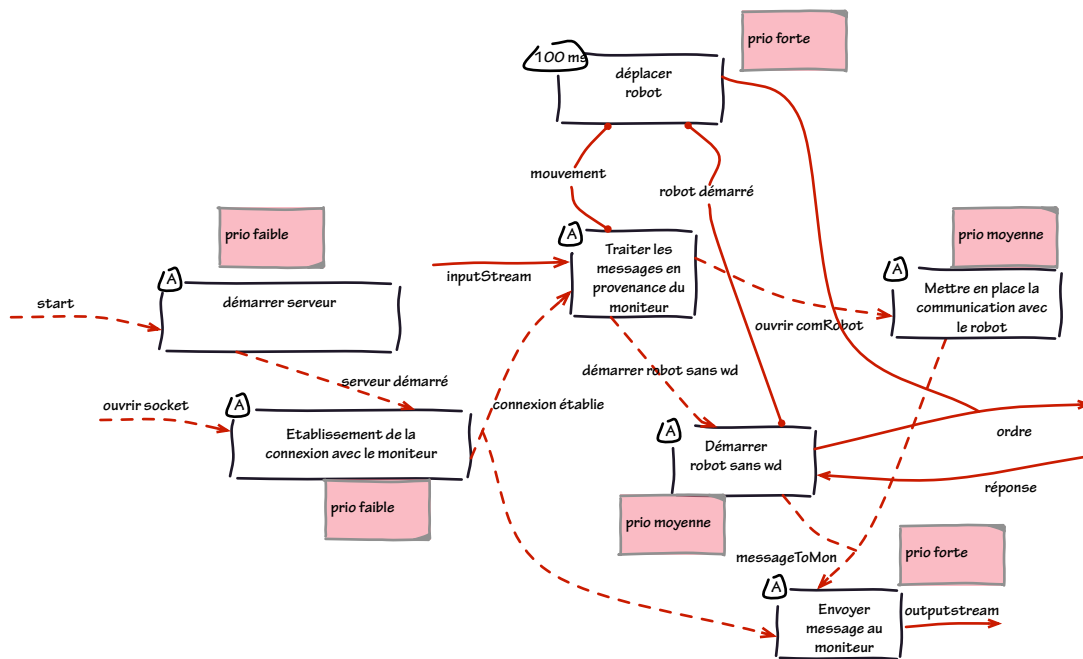 prio forte
100 ms
déplacer
robot
mouvement
robot démarré
prio faible
prio moyenne
A
Traiter les
messages en
provenance du
moniteur
inputStream
A
démarrer serveur
start
A
Mettre en place la
communication avec
le robot
ouvrir comRobot
démarrer robot sans wd
serveur démarré
ouvrir socket
A
Etablissement de la
connexion avec le moniteur
connexion établie
A
Démarrer
robot sans wd
ordre
réponse
prio faible
prio moyenne
prio forte
messageToMon
A
Envoyer
message au
moniteur
outputstream